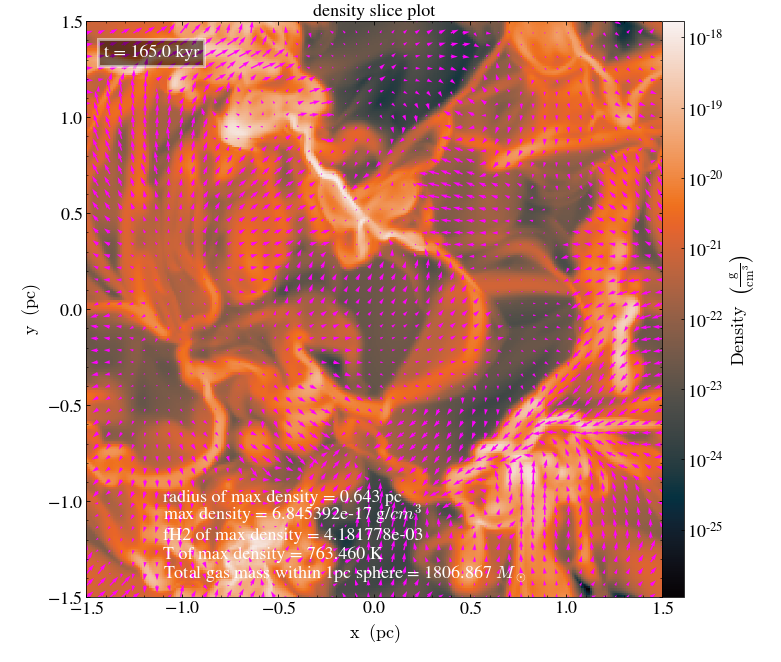 density slice plot
t = 165.0 kyr
1.5
1.0
0.5
0.0
−0.5
−1.0
−1.5
y (pc)
radius of max density = 0.643 pc
max density = 6.845392e-17 g/cm³
fH2 of max density = 4.181778e-03
T of max density = 763.460 K
Total gas mass within 1pc sphere = 1806.867 M⊙
−1.5 −1.0 −0.5 0.0 0.5 1.0 1.5
x (pc)
10⁻¹⁸
10⁻¹⁹
10⁻²⁰
10⁻²¹
10⁻²²
10⁻²³
10⁻²⁴
10⁻²⁵
Density (g/cm³)